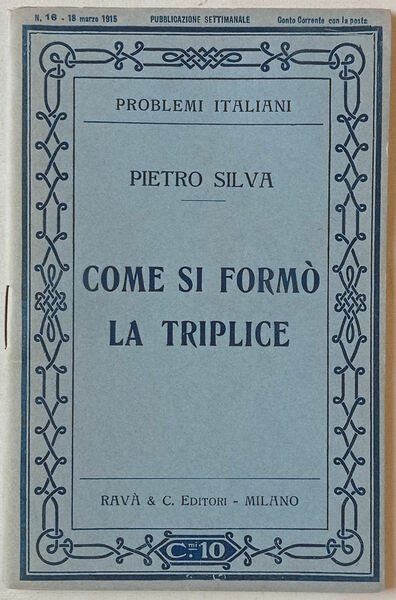 N. 16 - 18 marzo 1915 PUBBLICAZIONE SETTIMANALE Conto Corrente con la posta
PROBLEMI ITALIANI
PIETRO SILVA
COME SI FORMÒ
LA TRIPLICE
RAVÀ & C. EDITORI - MILANO
C.mi 10